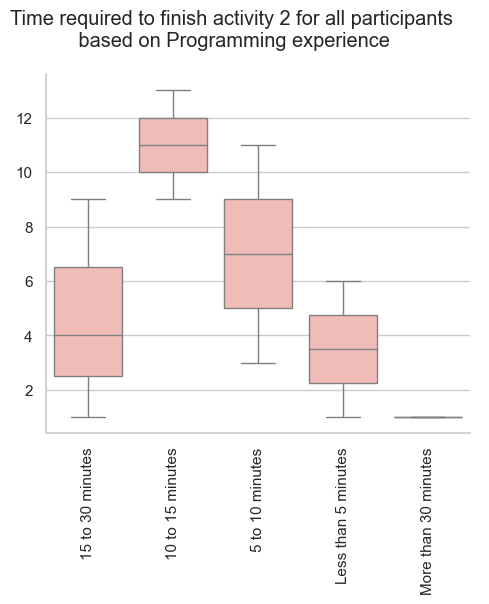 Time required to finish activity 2 for all participants
based on Programming experience
12
10
8
6
4
2
15 to 30 minutes
10 to 15 minutes
5 to 10 minutes
Less than 5 minutes
More than 30 minutes